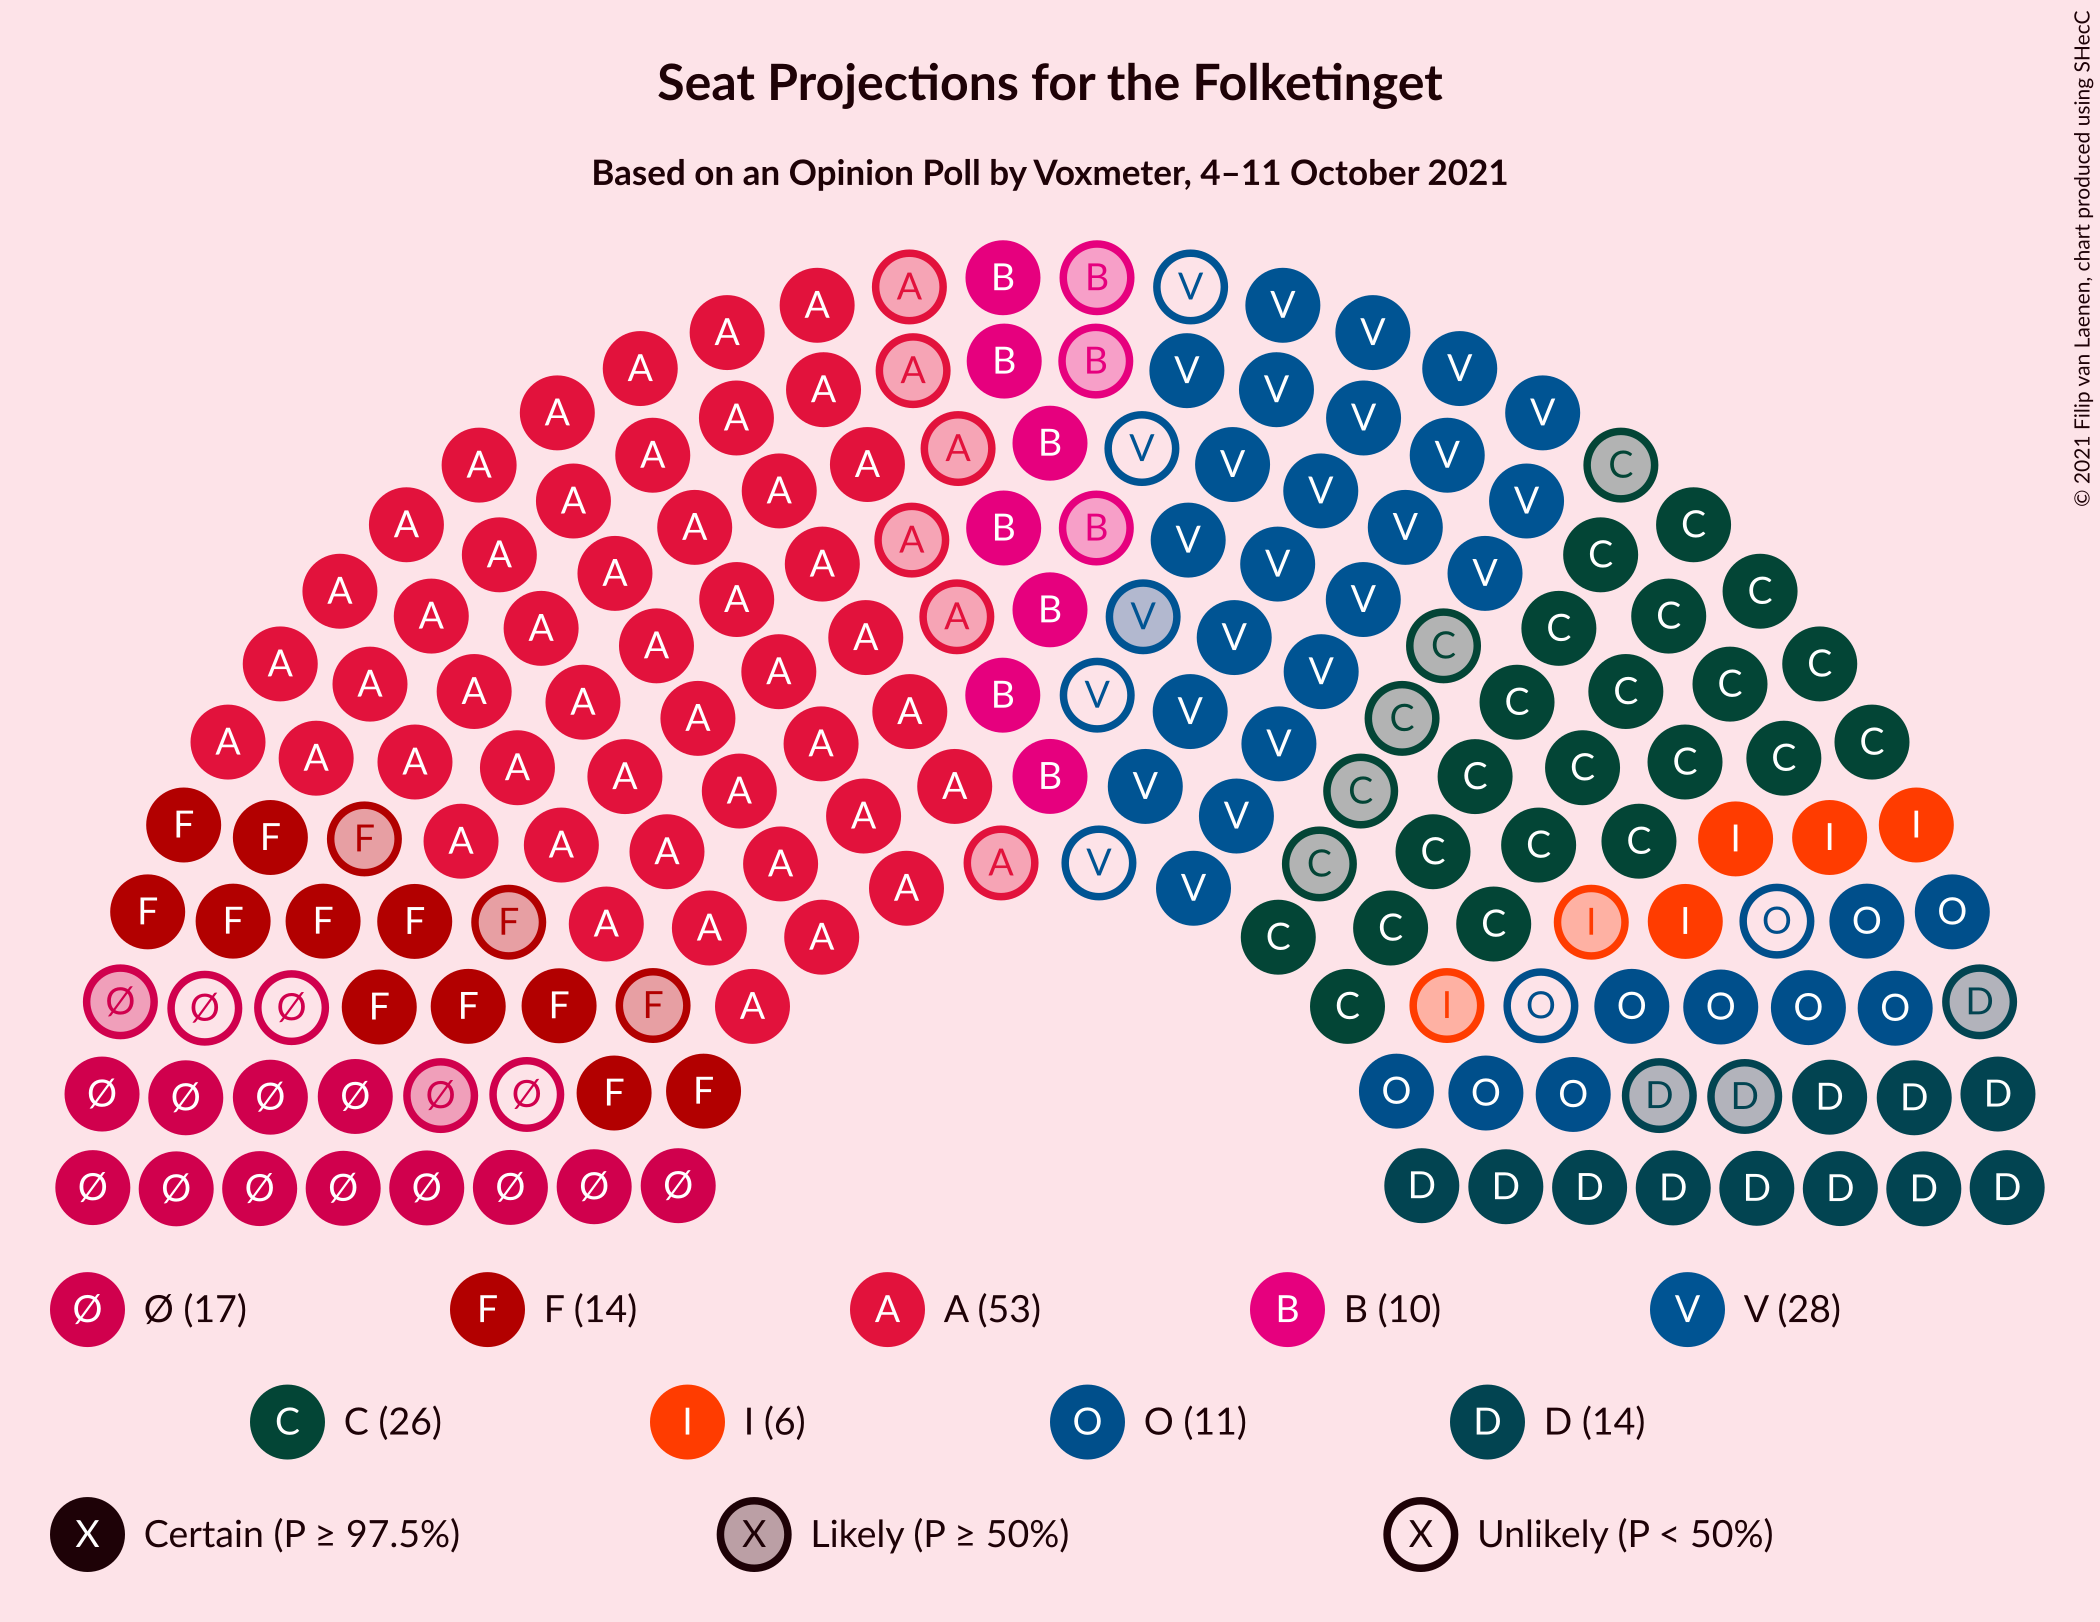 Seat Projections for the Folketinget
Based on an Opinion Poll by Voxmeter, 4–11 October 2021
© 2021 Filip van Laenen, chart produced using SHecC
B B
A V
A V
A V
A B B V
A V V
A A V V
A A B V C
A A V V
A A A V V V C
A A B B V V C
A A A V V
A A A V V C
A A B V C C
A A A V V C
A A A A V V C C C
A A B V C C
A A A A V V C C C
A A A V C C
A A A A B V C C C
A A A A V C C C
F F F A A A A A V V C C C C I I I
F F F F F A A A C C C I I O O O
Ø Ø Ø F F F F A C I O O O O O D
Ø Ø Ø Ø Ø Ø F F O O O D D D D D
Ø Ø Ø Ø Ø Ø Ø Ø D D D D D D D D
Ø Ø (17) F F (14) A A (53) B B (10) V V (28)
C C (26) I I (6) O O (11) D D (14)
X Certain (P ≥ 97.5%) X Likely (P ≥ 50%) X Unlikely (P < 50%)